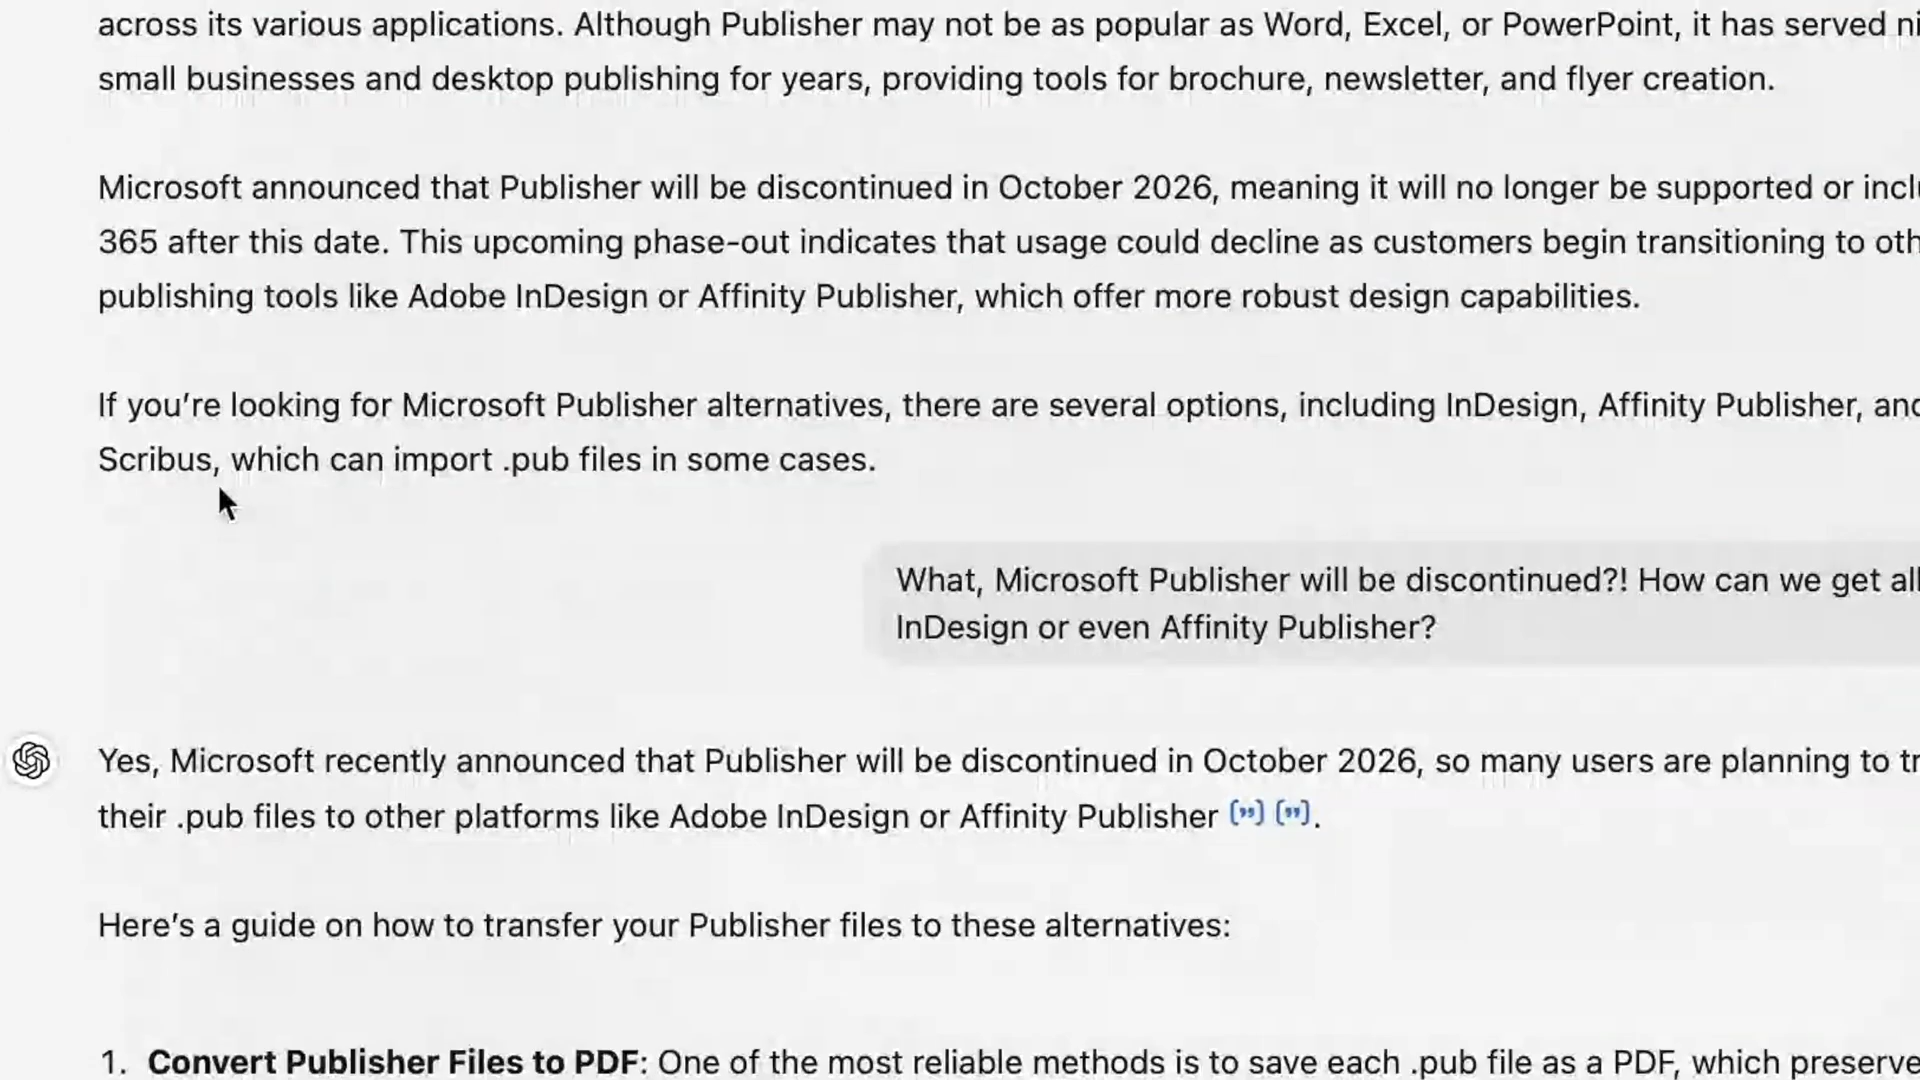 across its various applications. Although Publisher may not be as popular as Word, Excel, or PowerPoint, it has served
small businesses and desktop publishing for years, providing tools for brochure, newsletter, and flyer creation.
Microsoft announced that Publisher will be discontinued in October 2026, meaning it will no longer be supported or
365 after this date. This upcoming phase-out indicates that usage could decline as customers begin transitioning to
publishing tools like Adobe InDesign or Affinity Publisher, which offer more robust design capabilities.
If you’re looking for Microsoft Publisher alternatives, there are several options, including InDesign, Affinity Publisher, and
Scribus, which can import .pub files in some cases.
What, Microsoft Publisher will be discontinued?! How can we get all
InDesign or even Affinity Publisher?
Yes, Microsoft recently announced that Publisher will be discontinued in October 2026, so many users are planning to
their .pub files to other platforms like Adobe InDesign or Affinity Publisher [”] [”].
Here’s a guide on how to transfer your Publisher files to these alternatives:
1. Convert Publisher Files to PDF: One of the most reliable methods is to save each .pub file as a PDF, which